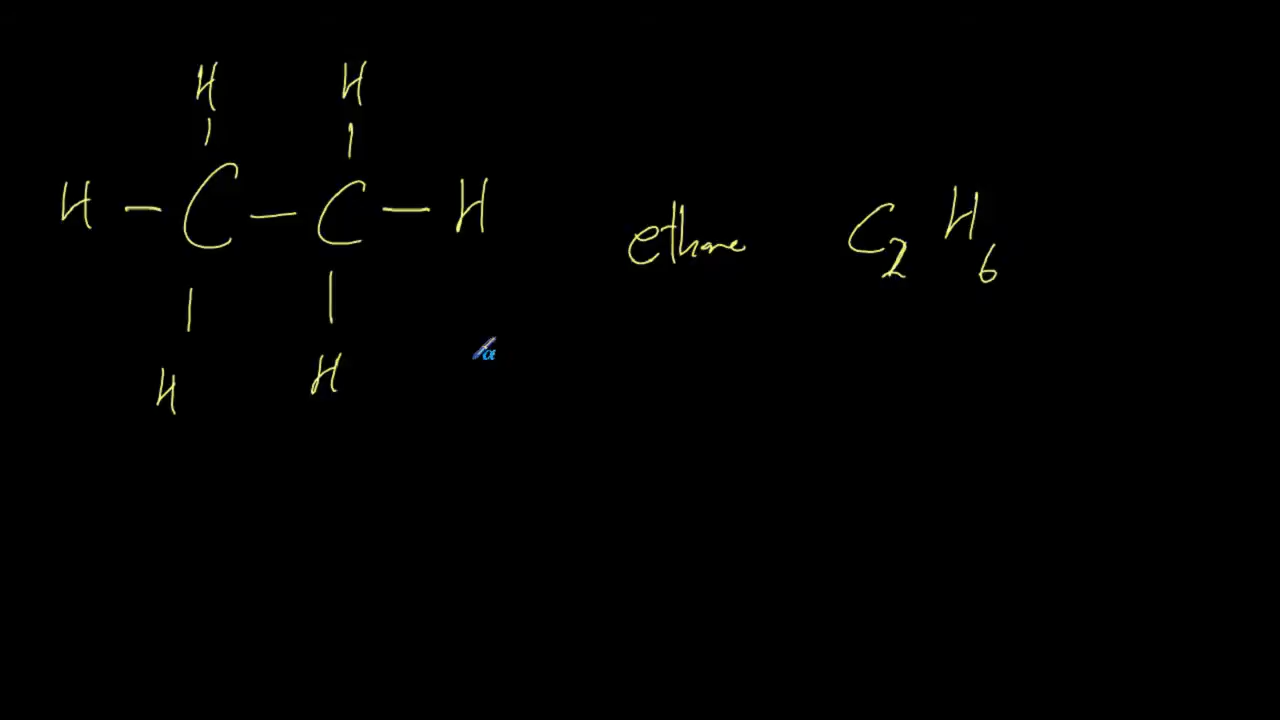 H H
H - C - C - H
H H
ethane C₂H₆